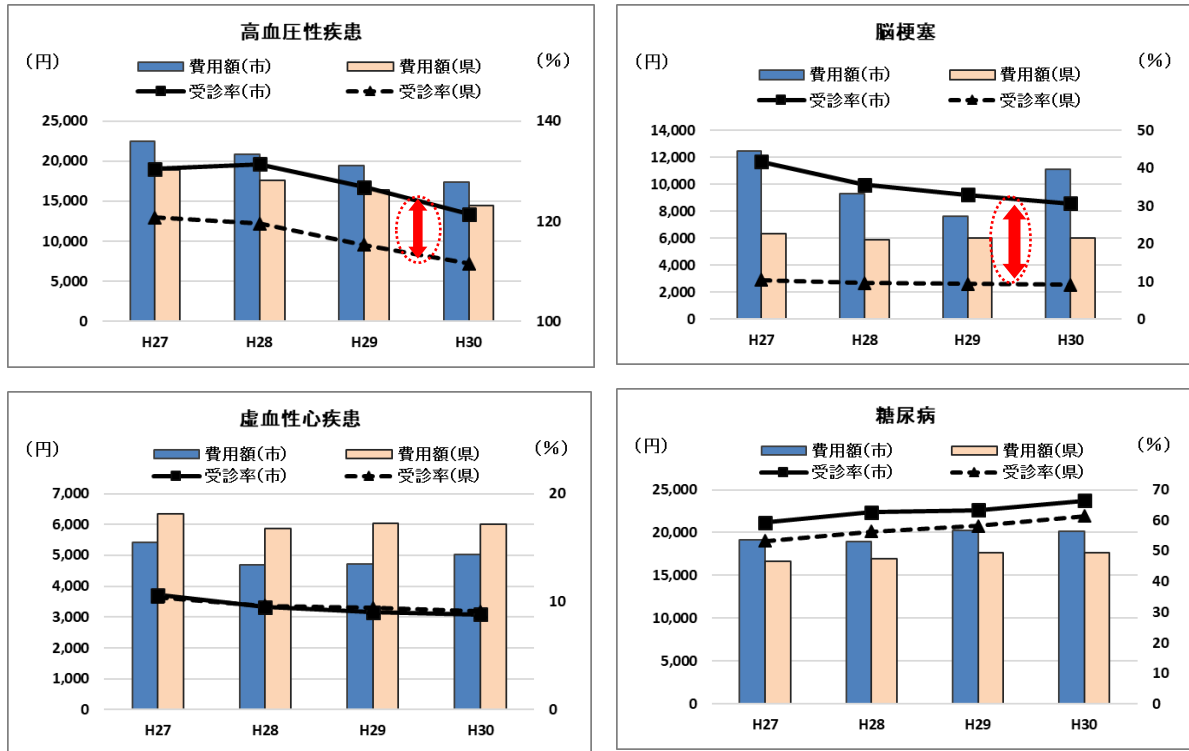 高血圧性疾患
（円）
（%）
費用額(市)
費用額(県)
受診率(市)
受診率(県)
25,000
20,000
15,000
10,000
5,000
0
140
120
100
H27 H28 H29 H30
脳梗塞
（円）
（%）
費用額(市)
費用額(県)
受診率(市)
受診率(県)
14,000
12,000
10,000
8,000
6,000
4,000
2,000
0
50
40
30
20
10
0
H27 H28 H29 H30
虚血性心疾患
（円）
（%）
費用額(市)
費用額(県)
受診率(市)
受診率(県)
7,000
6,000
5,000
4,000
3,000
2,000
1,000
0
20
10
0
H27 H28 H29 H30
糖尿病
（円）
（%）
費用額(市)
費用額(県)
受診率(市)
受診率(県)
25,000
20,000
15,000
10,000
5,000
0
70
60
50
40
30
20
10
0
H27 H28 H29 H30